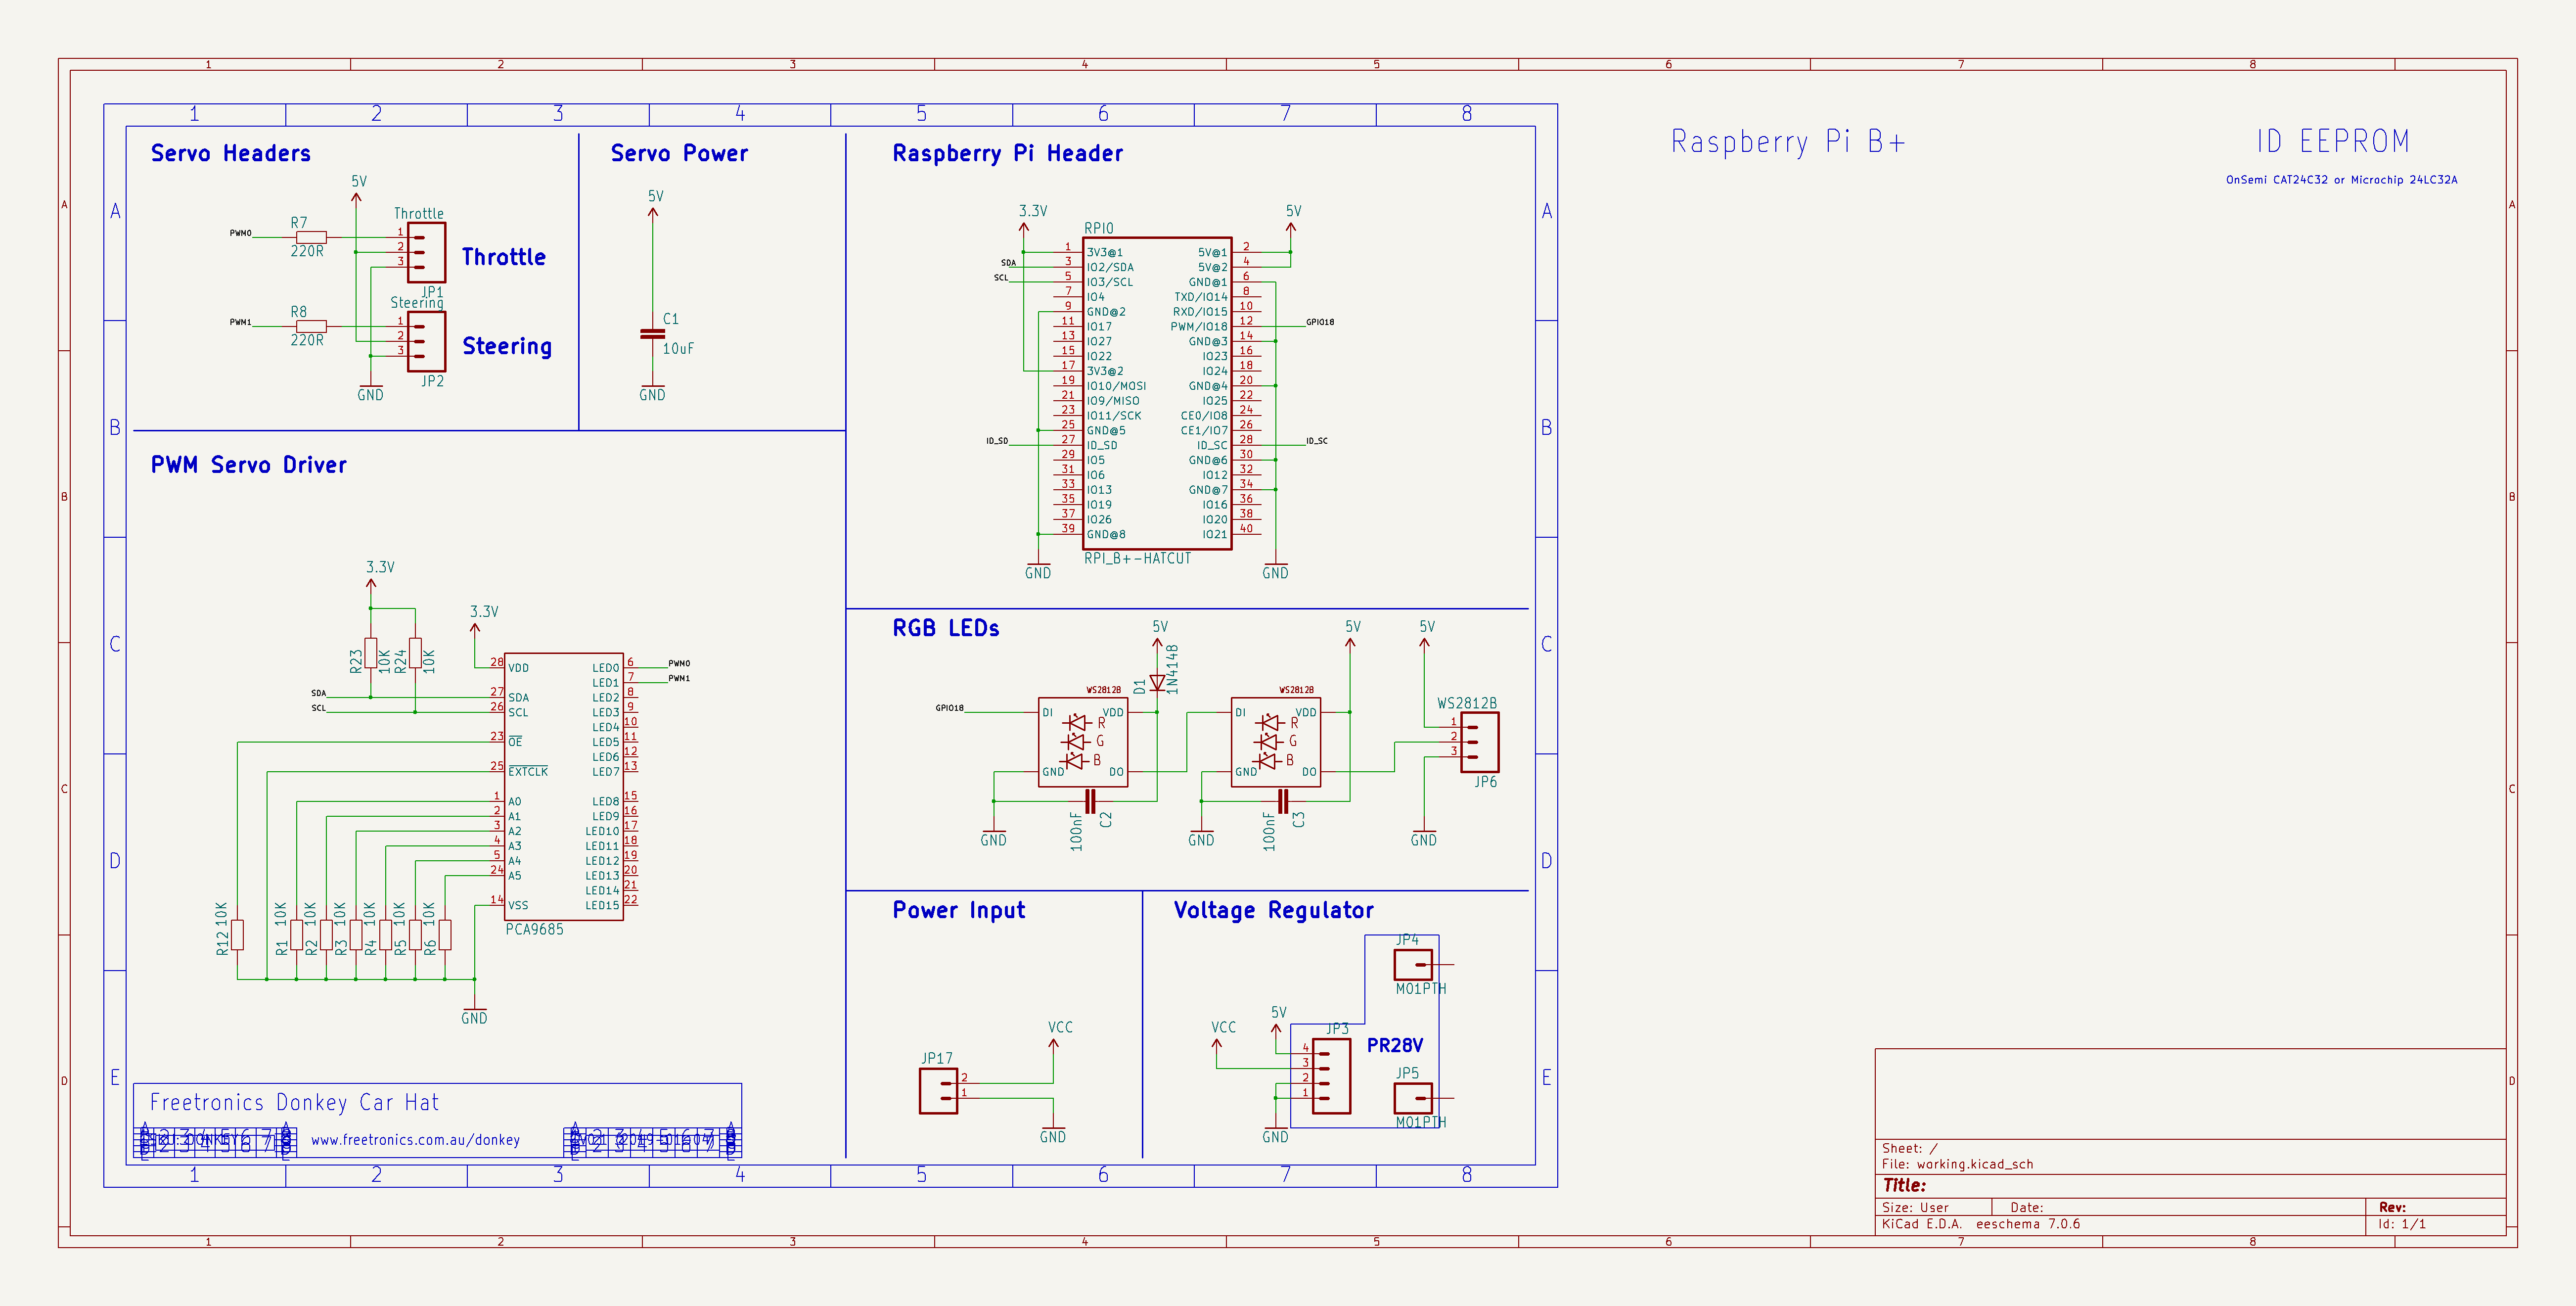 1 2 3 4 5 6 7 8
1 2 3 4 5 6 7 8
A
B
C
D
A
B
C
D
E
A
B
C
D
E
Raspberry Pi B+
ID EEPROM
OnSemi CAT24C32 or Microchip 24LC32A
Servo Headers
5V
Throttle
PWM0
R7
220R
1
2
3
Throttle
JP1
Steering
PWM1
R8
220R
1
2
3
Steering
JP2
GND
Servo Power
5V
C1
10uF
GND
Raspberry Pi Header
3.3V
5V
RPI0
1 3V3@1 5V@1 2
SDA 3 IO2/SDA 5V@2 4
SCL 5 IO3/SCL GND@1 6
7 IO4 TXD/IO14 8
9 GND@2 RXD/IO15 10
11 IO17 PWM/IO18 12 GPIO18
13 IO27 GND@3 14
15 IO22 IO23 16
17 3V3@2 IO24 18
19 IO10/MOSI GND@4 20
21 IO9/MISO IO25 22
23 IO11/SCK CE0/IO8 24
25 GND@5 CE1/IO7 26
ID_SD 27 ID_SD ID_SC 28 ID_SC
29 IO5 GND@6 30
31 IO6 IO12 32
33 IO13 GND@7 34
35 IO19 IO16 36
37 IO26 IO20 38
39 GND@8 IO21 40
RPI_B+-HATCUT
GND
GND
PWM Servo Driver
3.3V
3.3V
R23
10K
R24
10K
28 VDD LED0 6 PWM0
LED1 7 PWM1
SDA 27 SDA LED2 8
SCL 26 SCL LED3 9
LED4 10
23 OE LED5 11
LED6 12
25 EXTCLK LED7 13
1 A0 LED8 15
2 A1 LED9 16
3 A2 LED10 17
4 A3 LED11 18
5 A4 LED12 19
24 A5 LED13 20
LED14 21
14 VSS LED15 22
PCA9685
R12 10K
R1 10K
R2 10K
R3 10K
R4 10K
R5 10K
R6 10K
GND
RGB LEDs
5V
5V
5V
D1
1N4148
WS2812B
WS2812B
WS2812B
GPIO18
DI VDD
R
G
B
GND DO
DI VDD
R
G
B
GND DO
1
2
3
JP6
100nF
C2
100nF
C3
GND
GND
GND
Power Input
VCC
JP17
2
1
GND
Voltage Regulator
JP4
M01PTH
VCC
5V
JP3
PR28V
4
3
2
1
JP5
M01PTH
GND
Freetronics Donkey Car Hat
www.freetronics.com.au/donkey
1 2 3 4 5 6 7 8
Sheet: /
File: working.kicad_sch
Title:
Size: User Date: Rev:
KiCad E.D.A. eeschema 7.0.6 Id: 1/1
1 2 3 4 5 6 7 8